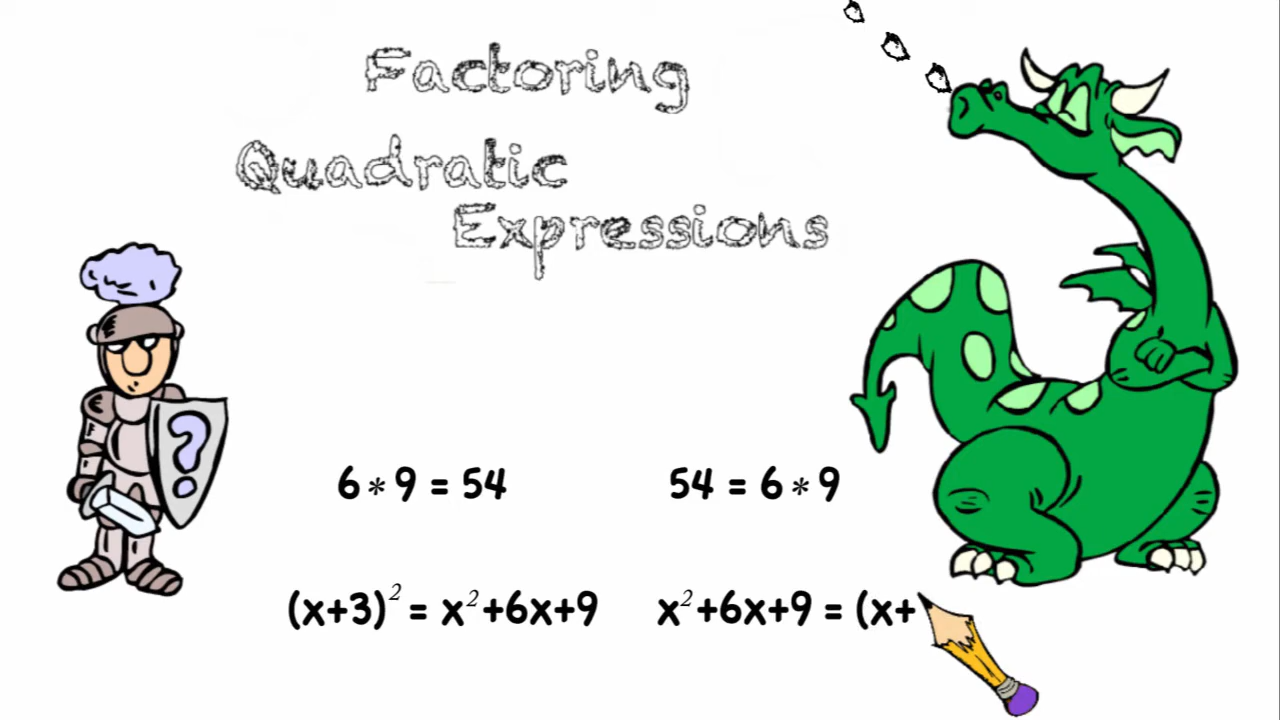 Factoring
Quadratic
Expressions
?
6*9 = 54 54 = 6*9
(x+3)² = x²+6x+9 x²+6x+9 = (x+